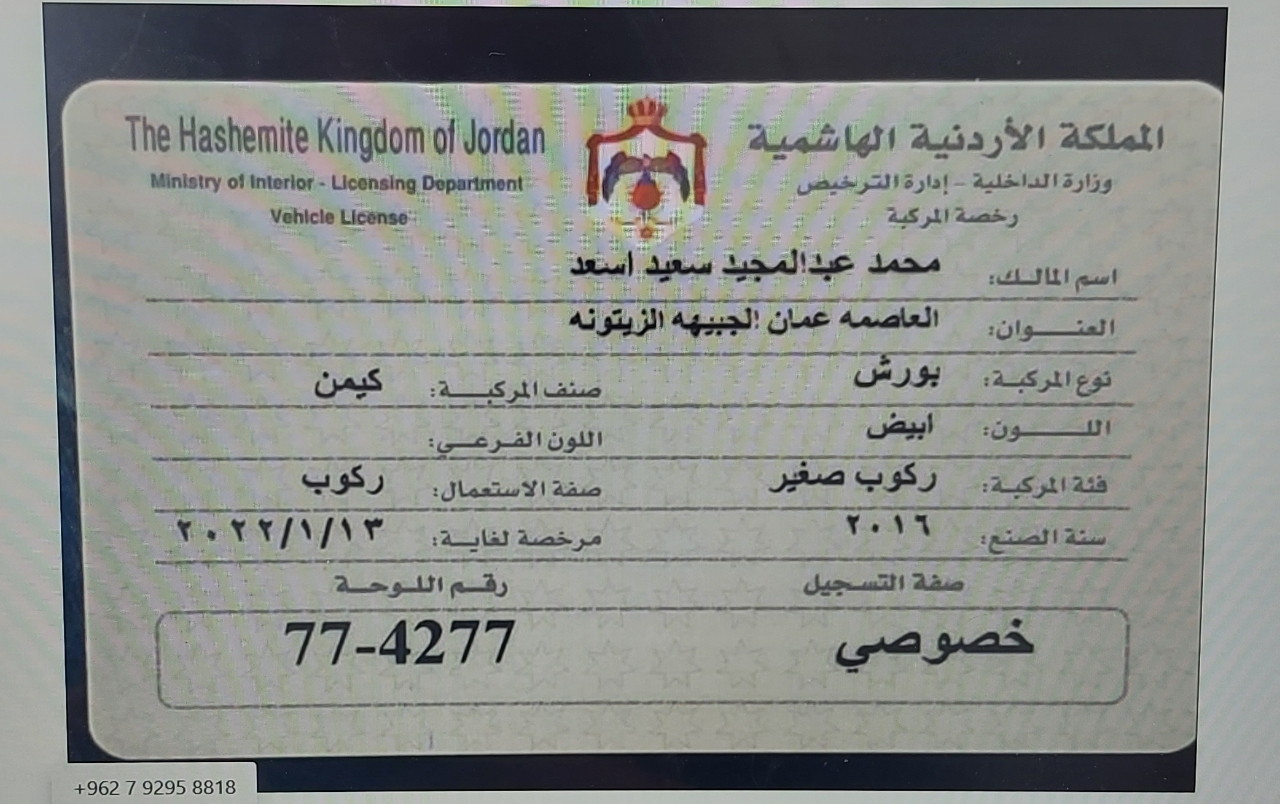 The Hashemite Kingdom of Jordan
المملكة الأردنية الهاشمية
Ministry of Interior - Licensing Department
وزارة الداخلية - إدارة الترخيص
Vehicle License
رخصة المركبة
اسم المالك: محمد عبدالمجيد سعيد اسعد
العنوان: العاصمه عمان الجبيهه الزيتونه
نوع المركبة: بورش صنف المركبة: كيمن
اللون: ابيض اللون الفرعي:
فئة المركبة: ركوب صغير صفة الاستعمال: ركوب
سنة الصنع: ٢٠١٦ مرخصة لغاية: ٢٠٢٢/١/١٣
صفة التسجيل رقم اللوحة
خصوصي 77-4277
+962 7 9295 8818